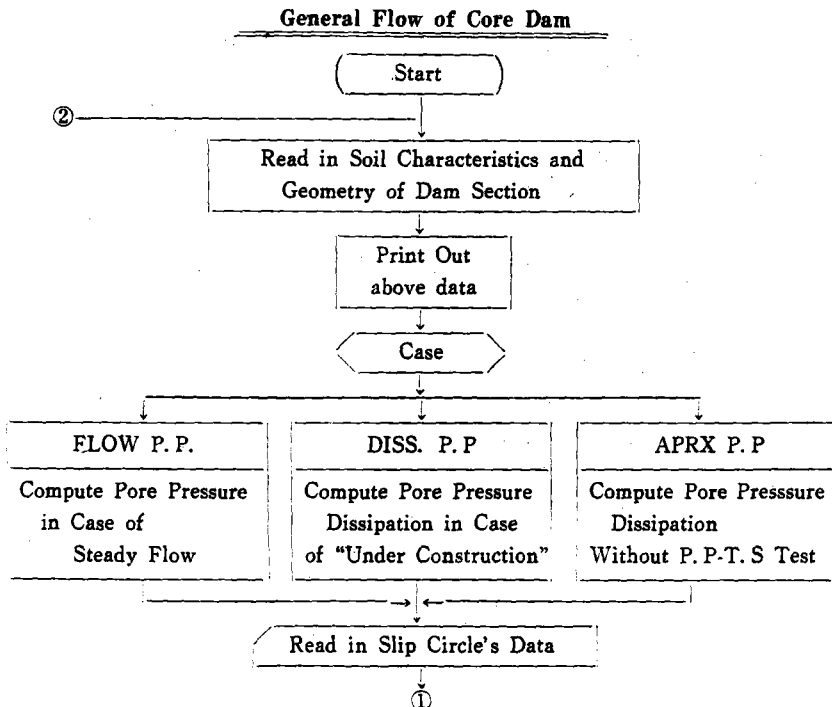 General Flow of Core Dam
Start
②
Read in Soil Characteristics and
Geometry of Dam Section
Print Out
above data
Case
FLOW P. P.
Compute Pore Pressure
in Case of
Steady Flow
DISS. P. P
Compute Pore Pressure
Dissipation in Case
of “Under Construction”
APRX P. P
Compute Pore Presssure
Dissipation
Without P. P-T. S Test
Read in Slip Circle’s Data
①